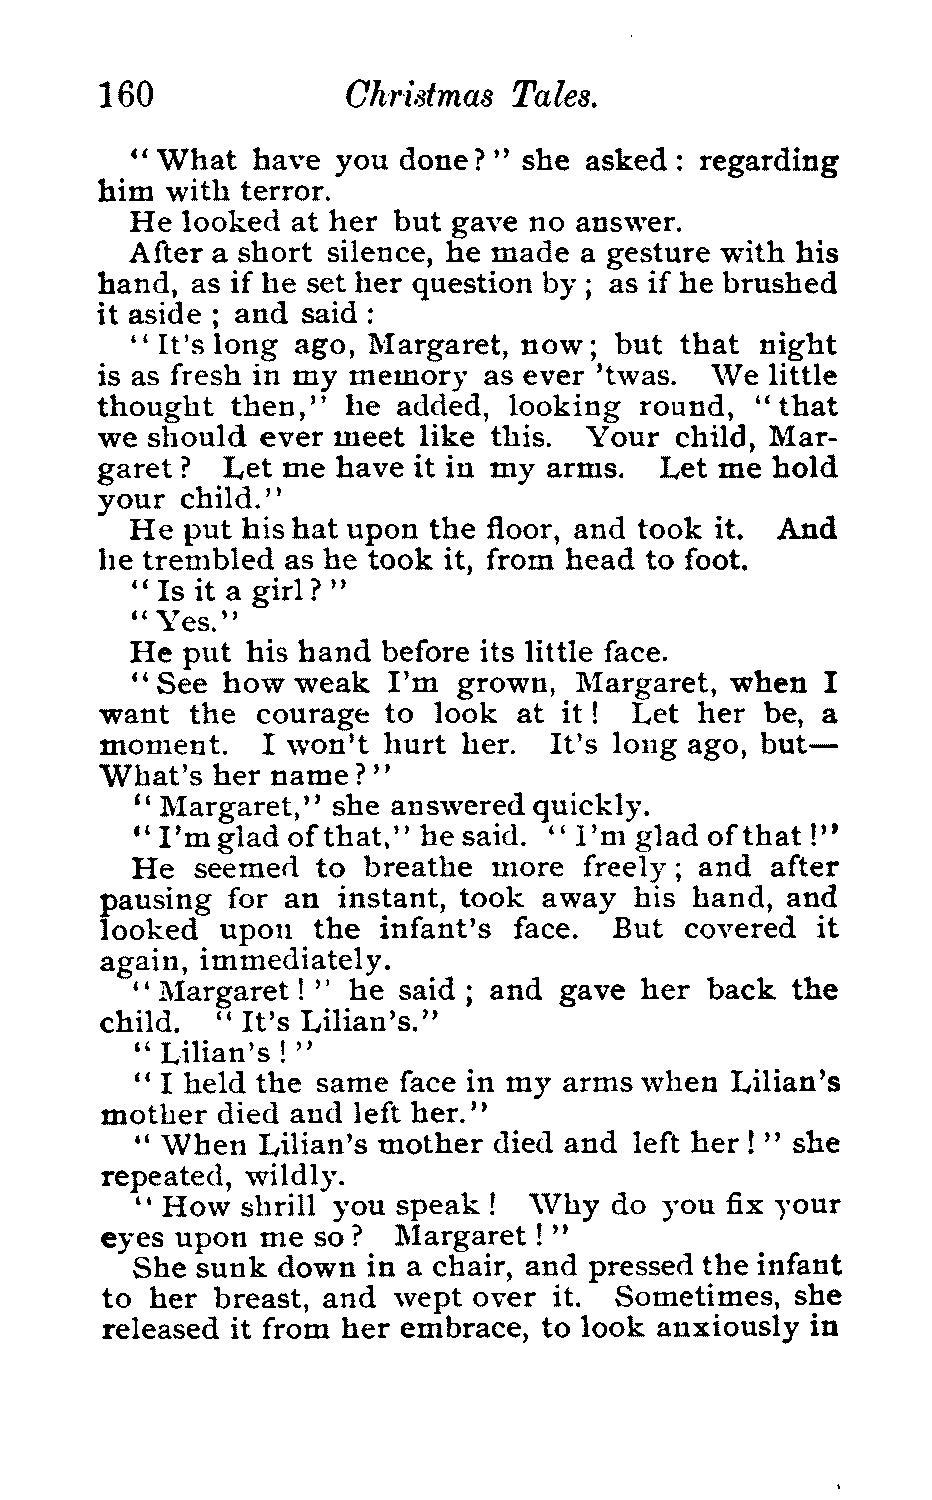 160 Christmas Tales.
"What have you done?" she asked: regarding
him with terror.
He looked at her but gave no answer.
After a short silence, he made a gesture with his
hand, as if he set her question by; as if he brushed
it aside; and said:
"It's long ago, Margaret, now; but that night
is as fresh in my memory as ever 'twas. We little
thought then," he added, looking round, "that
we should ever meet like this. Your child, Mar-
garet? Let me have it in my arms. Let me hold
your child."
He put his hat upon the floor, and took it. And
he trembled as he took it, from head to foot.
"Is it a girl?"
"Yes."
He put his hand before its little face.
"See how weak I'm grown, Margaret, when I
want the courage to look at it! Let her be, a
moment. I won't hurt her. It's long ago, but—
What's her name?"
"Margaret," she answered quickly.
"I'm glad of that," he said. "I'm glad of that!"
He seemed to breathe more freely; and after
pausing for an instant, took away his hand, and
looked upon the infant's face. But covered it
again, immediately.
"Margaret!" he said; and gave her back the
child. "It's Lilian's."
"Lilian's!"
"I held the same face in my arms when Lilian's
mother died and left her."
"When Lilian's mother died and left her!" she
repeated, wildly.
"How shrill you speak! Why do you fix your
eyes upon me so? Margaret!"
She sunk down in a chair, and pressed the infant
to her breast, and wept over it. Sometimes, she
released it from her embrace, to look anxiously in